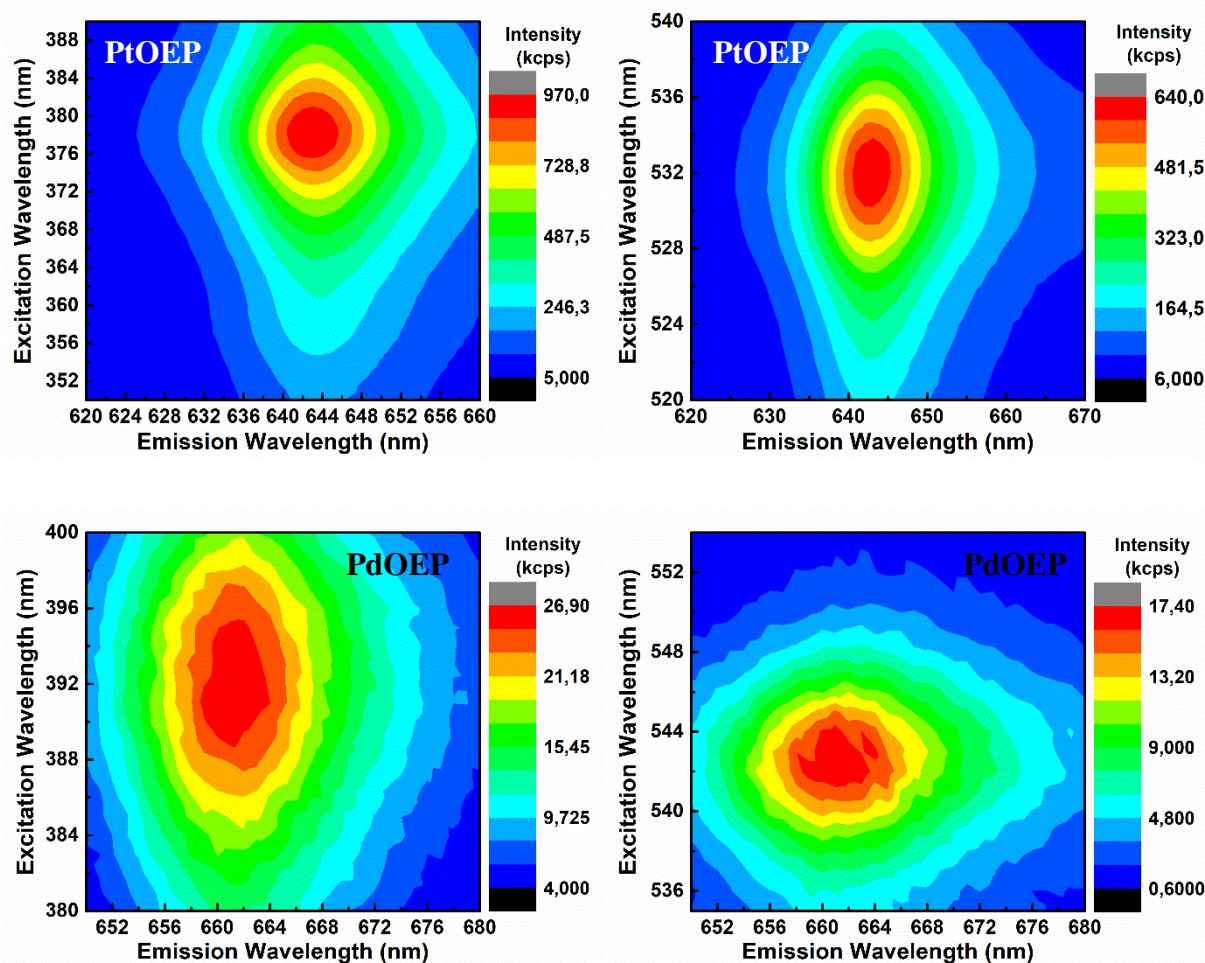 PtOEP
Excitation Wavelength (nm)
388
384
380
376
372
368
364
360
356
352
620 624 628 632 636 640 644 648 652 656 660
Emission Wavelength (nm)
Intensity
(kcps)
970,0
728,8
487,5
246,3
5,000
PtOEP
Excitation Wavelength (nm)
540
536
532
528
524
520
620 630 640 650 660 670
Emission Wavelength (nm)
Intensity
(kcps)
640,0
481,5
323,0
164,5
6,000
PdOEP
Excitation Wavelength (nm)
400
396
392
388
384
380
652 656 660 664 668 672 676 680
Emission Wavelength (nm)
Intensity
(kcps)
26,90
21,18
15,45
9,725
4,000
PdOEP
Excitation Wavelength (nm)
552
548
544
540
536
652 656 660 664 668 672 676 680
Emission Wavelength (nm)
Intensity
(kcps)
17,40
13,20
9,000
4,800
0,6000